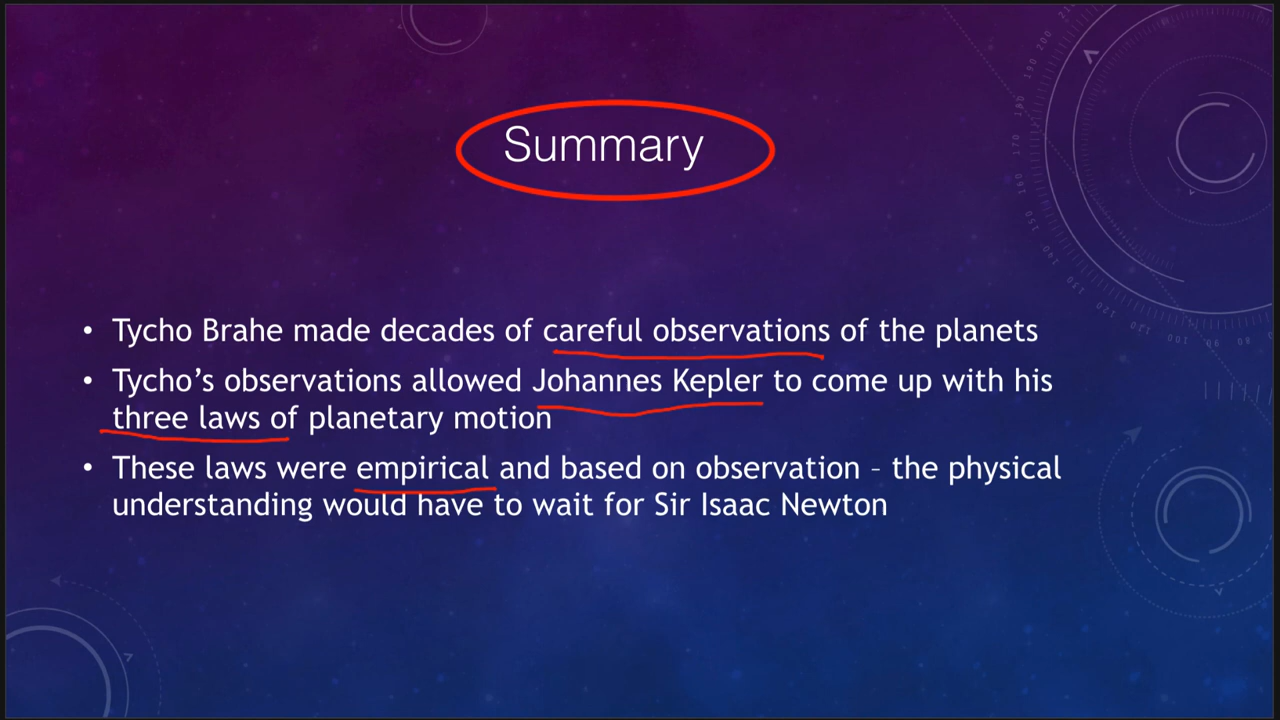 Summary
• Tycho Brahe made decades of careful observations of the planets
• Tycho’s observations allowed Johannes Kepler to come up with his
three laws of planetary motion
• These laws were empirical and based on observation – the physical
understanding would have to wait for Sir Isaac Newton